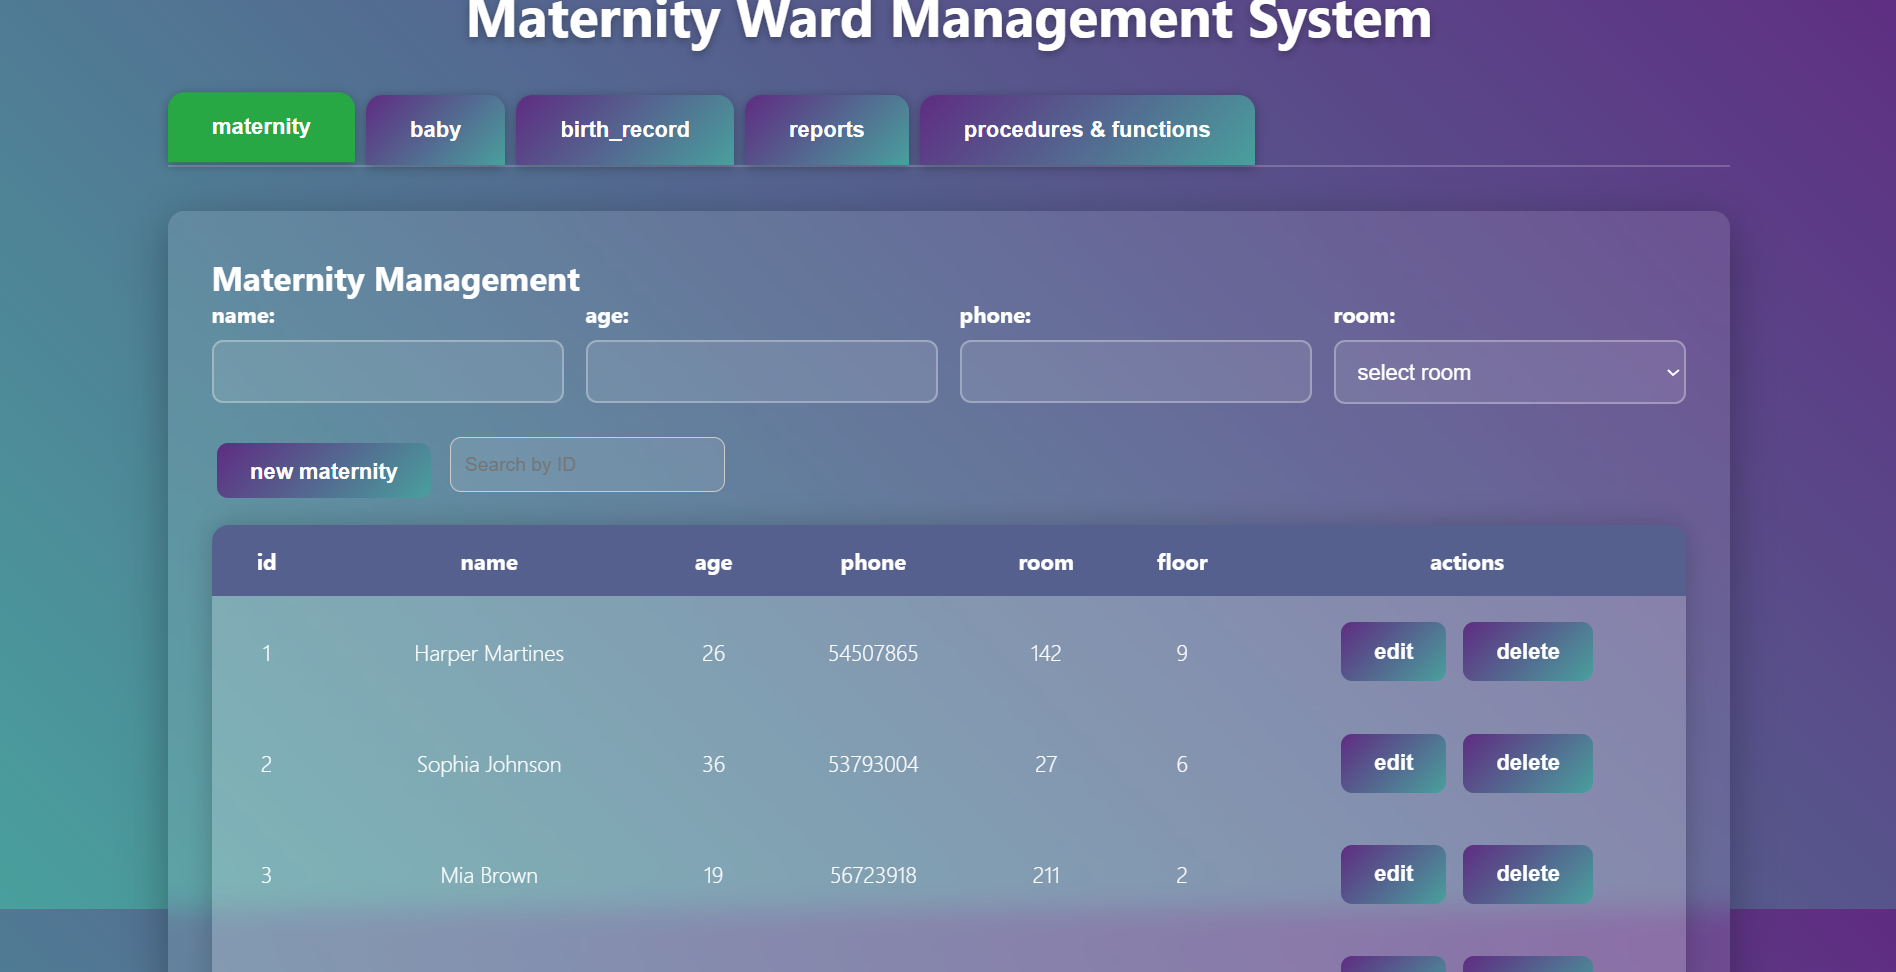 Maternity Ward Management System
maternity baby birth_record reports procedures & functions
Maternity Management
name: age: phone: room:
select room
new maternity Search by ID
id name age phone room floor actions
1 Harper Martines 26 54507865 142 9 edit delete
2 Sophia Johnson 36 53793004 27 6 edit delete
3 Mia Brown 19 56723918 211 2 edit delete